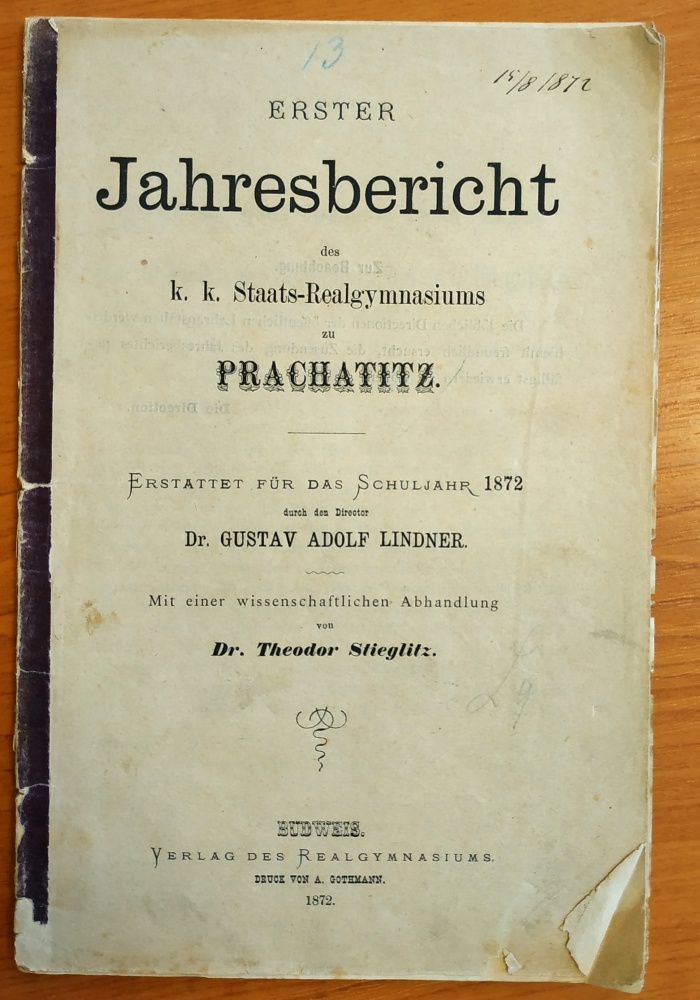 13
15/8 1872
ERSTER
Jahresbericht
des
k. k. Staats-Realgymnasiums
zu
PRACHATITZ.
ERSTATTET FÜR DAS SCHULJAHR 1872
durch den Director
Dr. GUSTAV ADOLF LINDNER.
Mit einer wissenschaftlichen Abhandlung
von
Dr. Theodor Stieglitz.
BUDWEIS.
VERLAG DES REALGYMNASIUMS.
DRUCK VON A. GOTHMANN.
1872.